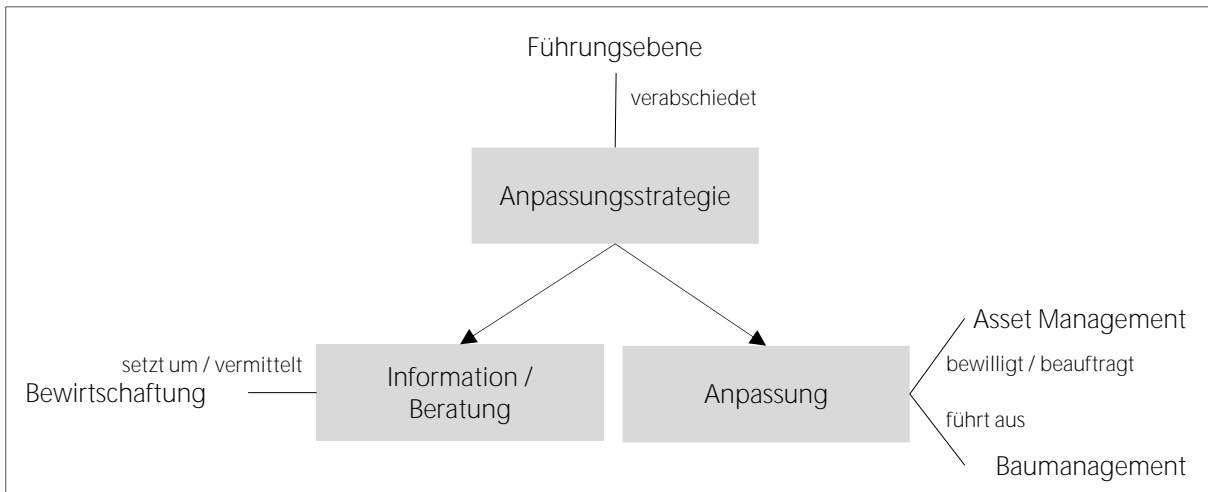 Führungsebene
verabschiedet
Anpassungsstrategie
Asset Management
setzt um / vermittelt
bewilligt / beauftragt
Bewirtschaftung
Information /
Beratung
Anpassung
führt aus
Baumanagement